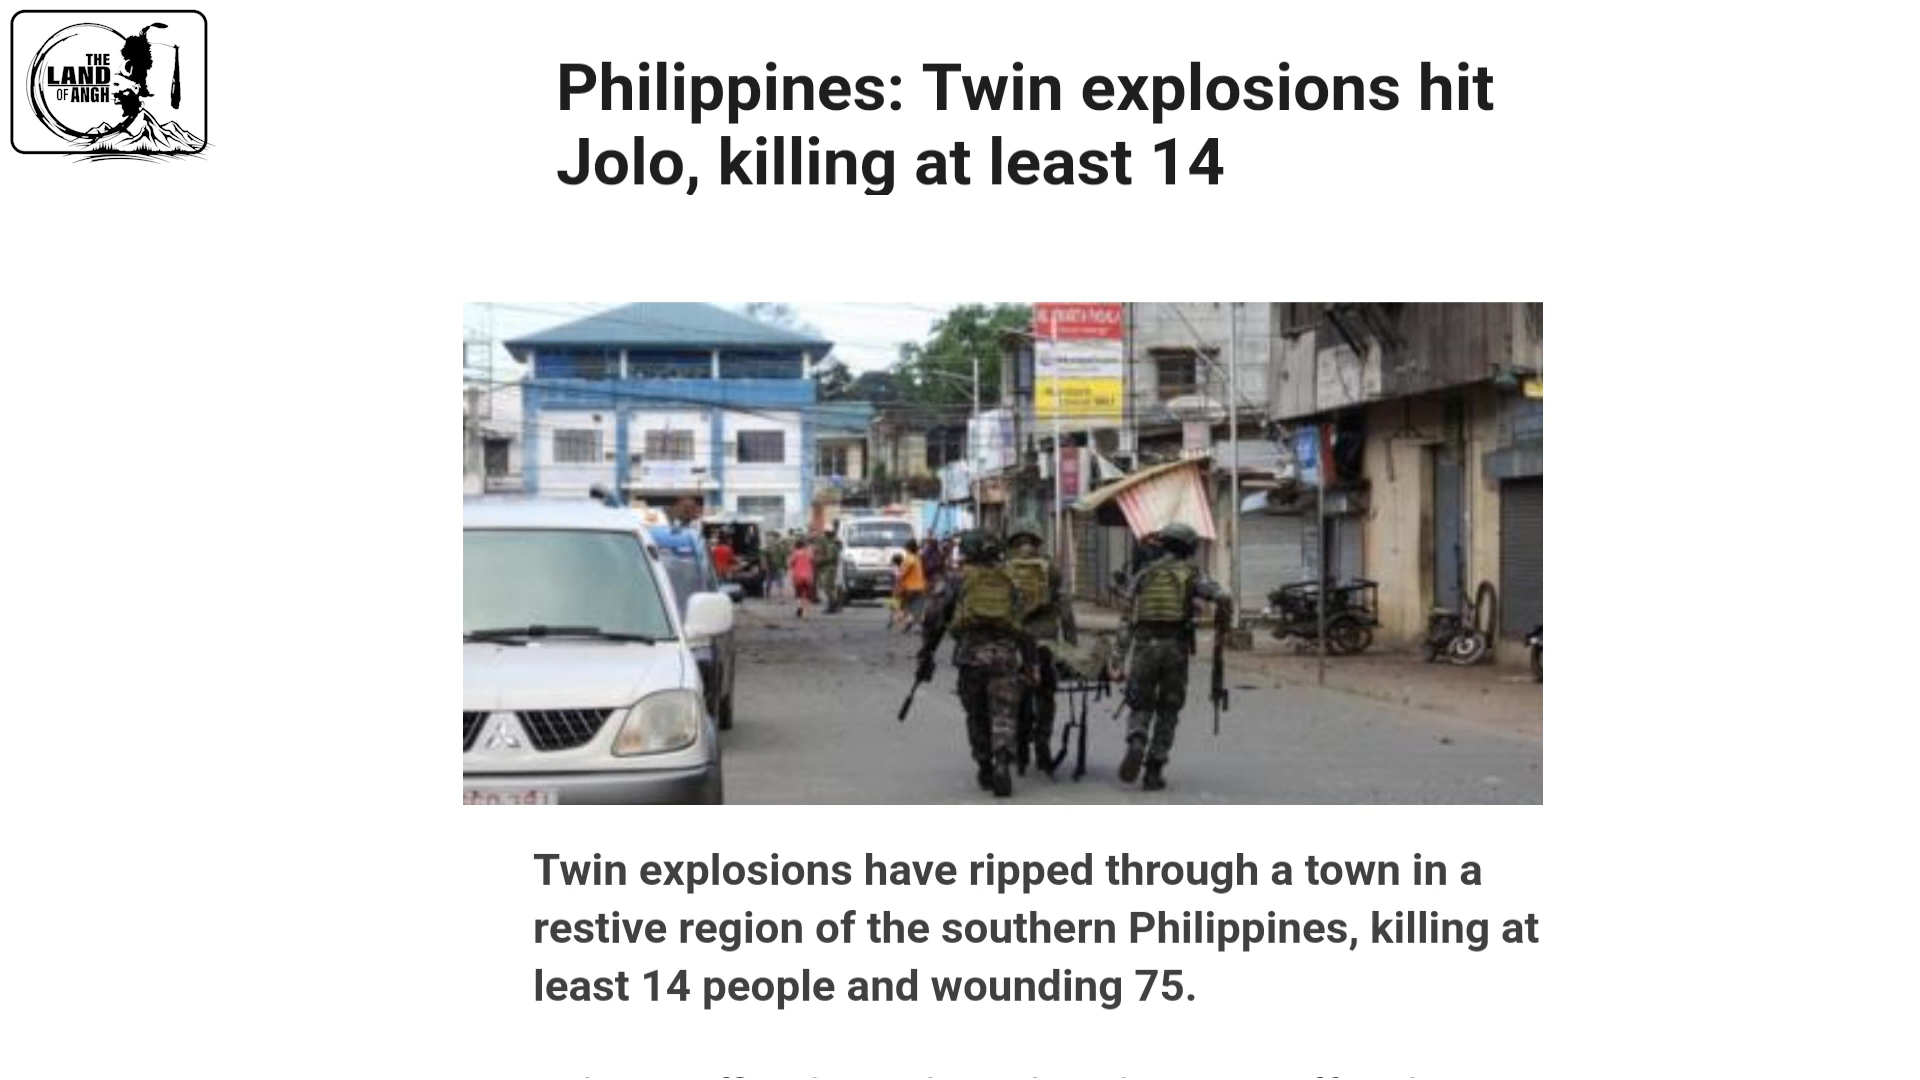 THE
LAND
OF ANGH
Philippines: Twin explosions hit
Jolo, killing at least 14
Twin explosions have ripped through a town in a
restive region of the southern Philippines, killing at
least 14 people and wounding 75.